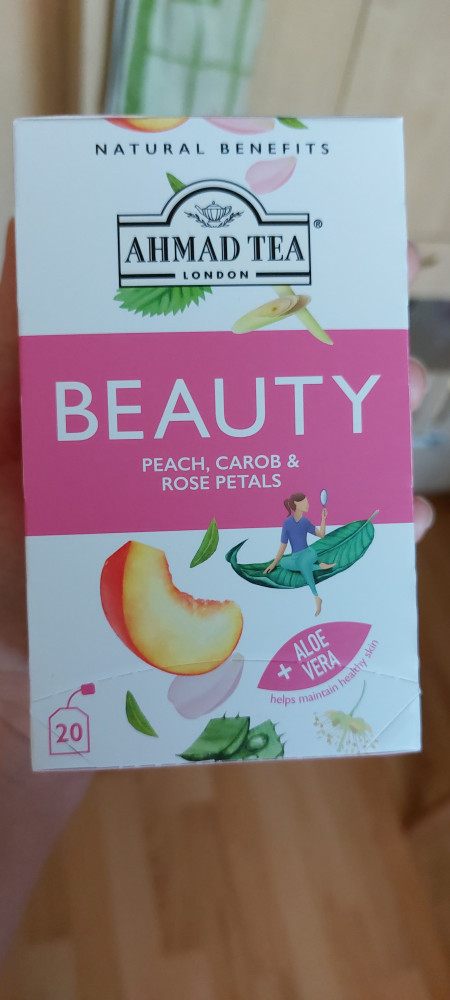 NATURAL BENEFITS
AHMAD TEA®
LONDON
BEAUTY
PEACH, CAROB &
ROSE PETALS
+ ALOE
VERA
helps maintain healthy skin
20